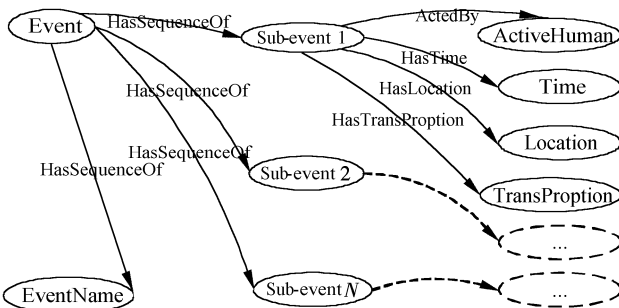 Event
HasSequenceOf
Sub-event 1
ActedBy
ActiveHuman
HasTime
Time
HasLocation
HasTransProption
Location
HasSequenceOf
HasSequenceOf
HasSequenceOf
Sub-event 2
TransProption
...
EventName
Sub-event N
...